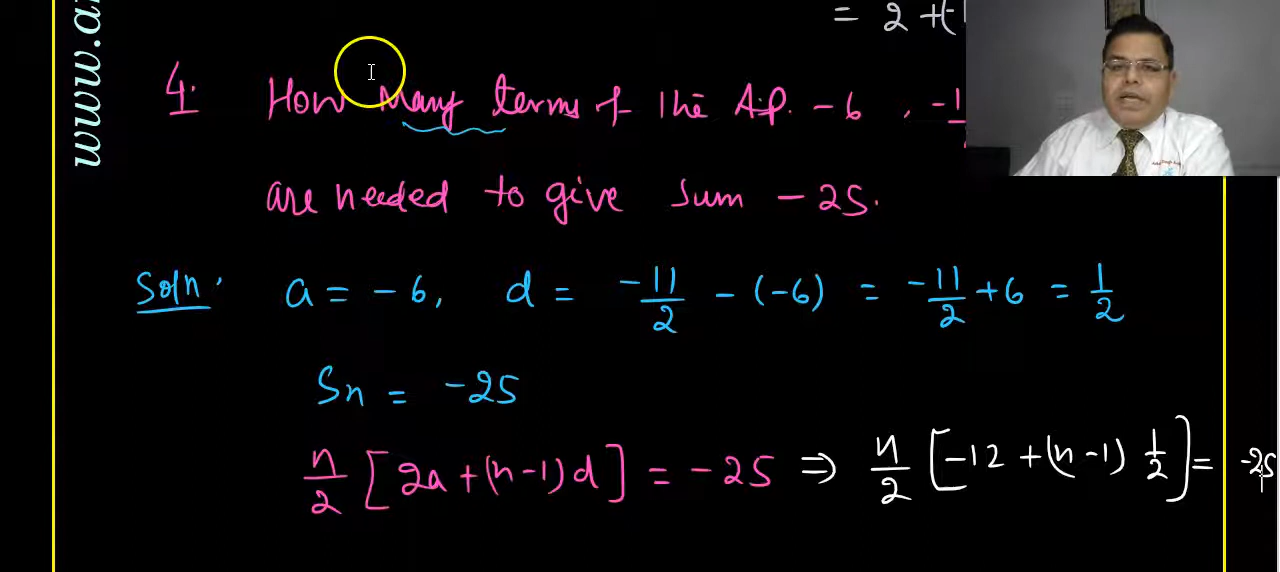 = 2 + (-
www.a
4. How Many terms of the A.P. -6, -1
are needed to give sum -25.
Soln. a = -6, d = -11/2 - (-6) = -11/2 + 6 = 1/2
Sn = -25
n/2 [2a + (n-1) d] = -25 ⇒ n/2 [-12 + (n-1) 1/2] = -25